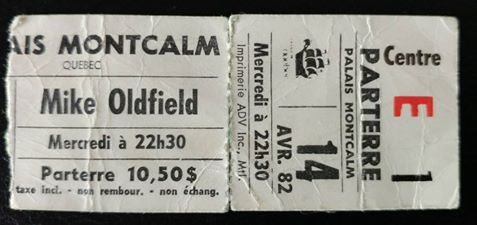 AIS MONTCALM
QUEBEC
Mike Oldfield
Mercredi à 22h30
Parterre 10,50$
taxe incl. - non rembour. - non échang.
Imprimerie ADV Inc., Mtl.
Mercredi à 22h30
AVR. 82
14
PALAIS MONTCALM
PARTERRE
Centre
E
1